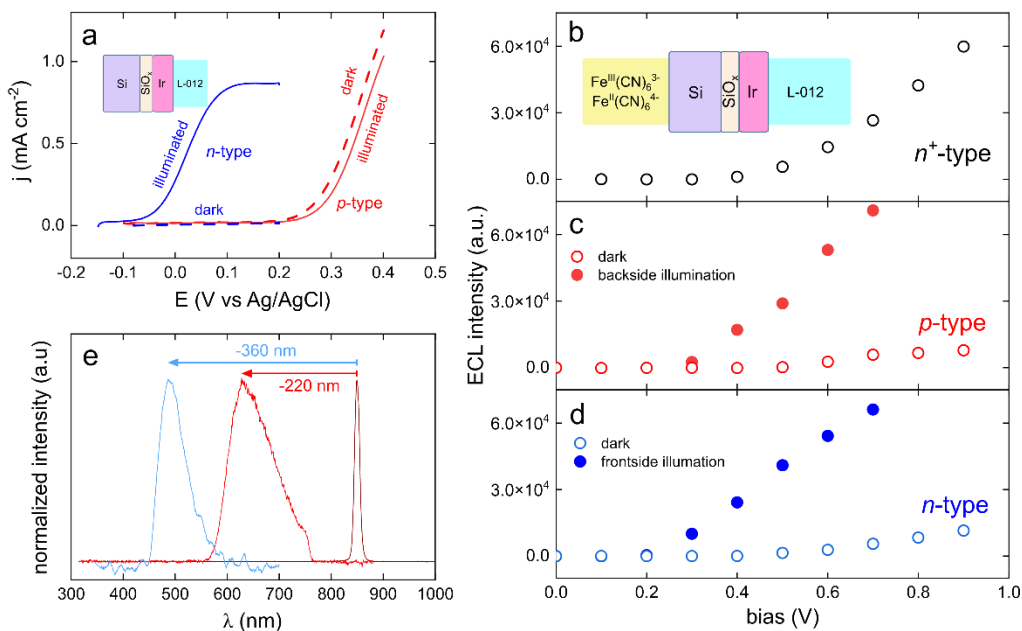 a
1.0
0.5
0.0
j (mA cm-2)
Si
SiOx
Ir
L-012
illuminated
n-type
dark
dark
illuminated
p-type
-0.2
-0.1
0.0
0.1
0.2
0.3
0.4
0.5
E (V vs Ag/AgCl)
e
-360 nm
-220 nm
normalized intensity (a.u)
300
400
500
600
700
800
900
1000
λ (nm)
b
6.0×10⁴
3.0×10⁴
0.0
FeIII(CN)6 3-
FeII(CN)6 4-
Si
SiOx
Ir
L-012
n⁺-type
ECL intensity (a.u.)
c
6.0×10⁴
3.0×10⁴
0.0
dark
backside illumination
p-type
d
6.0×10⁴
3.0×10⁴
0.0
dark
frontside illumation
n-type
0.0
0.2
0.4
0.6
0.8
1.0
bias (V)